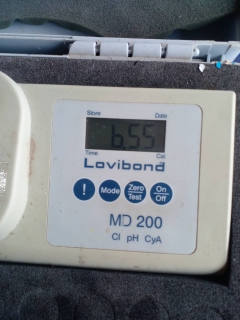 Store Date
6.55
Time Cal
Lovibond
! Mode Zero Test On Off
MD 200
Cl pH CyA